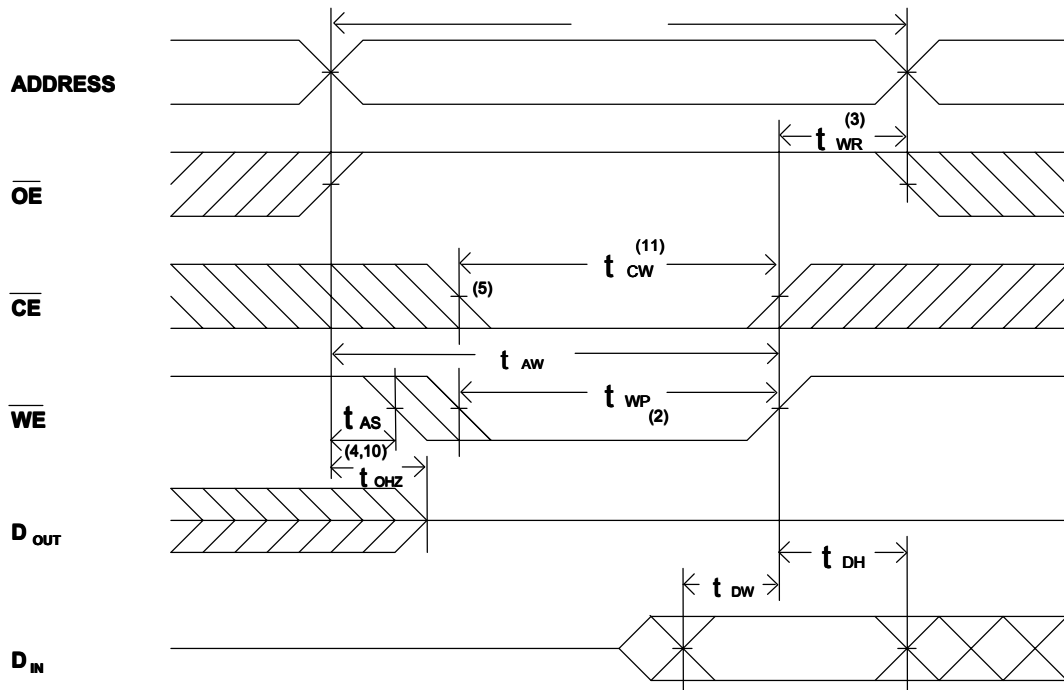 ADDRESS
(3)
t WR
OE
(11)
t CW
(5)
CE
t AW
t WP
(2)
WE
t AS
(4,10)
t OHZ
D OUT
t DH
t DW
D IN